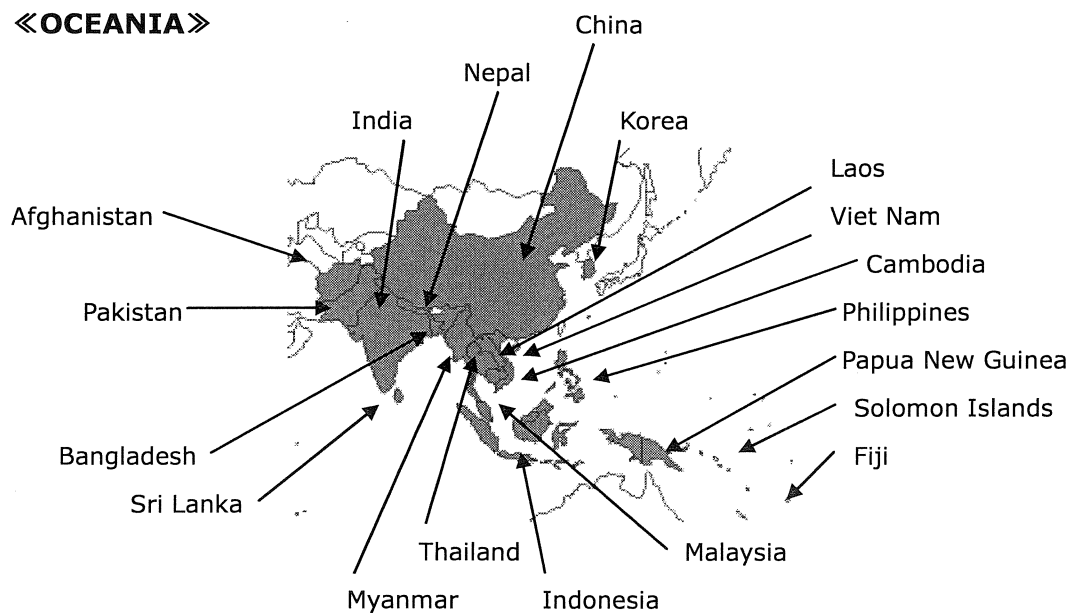 ≪OCEANIA≫
China
Nepal
India
Korea
Laos
Afghanistan
Viet Nam
Cambodia
Pakistan
Philippines
Papua New Guinea
Solomon Islands
Bangladesh
Fiji
Sri Lanka
Thailand
Malaysia
Myanmar
Indonesia